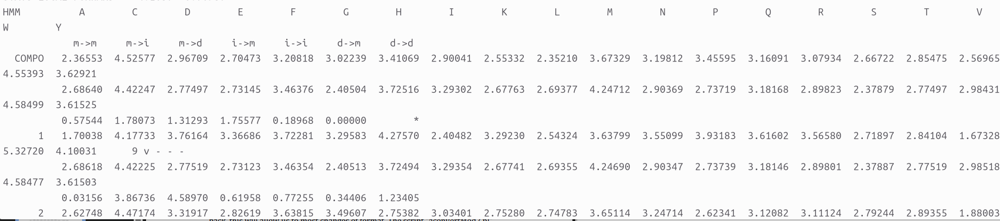 HMM A C D E F G H I K L M N P Q R S T V
W Y
m->m m->i m->d i->m i->i d->m d->d
COMPO 2.36553 4.52577 2.96709 2.70473 3.20818 3.02239 3.41069 2.90041 2.55332 2.35210 3.67329 3.19812 3.45595 3.16091 3.07934 2.66722 2.85475 2.56965
4.55393 3.62921
2.68640 4.42247 2.77497 2.73145 3.46376 2.40504 3.72516 3.29302 2.67763 2.69377 4.24712 2.90369 2.73719 3.18168 2.89823 2.37879 2.77497 2.98431
4.58499 3.61525
0.57544 1.78073 1.31293 1.75577 0.18968 0.00000 *
1 1.70038 4.17733 3.76164 3.36686 3.72281 3.29583 4.27570 2.40482 3.29230 2.54324 3.63799 3.55099 3.93183 3.61602 3.56580 2.71897 2.84104 1.67328
5.32720 4.10031 9 v - - -
2.68618 4.42225 2.77519 2.73123 3.46354 2.40513 3.72494 3.29354 2.67741 2.69355 4.24690 2.90347 2.73739 3.18146 2.89801 2.37887 2.77519 2.98518
4.58477 3.61503
0.03156 3.86736 4.58970 0.61958 0.77255 0.34406 1.23405
2 2.62748 4.47174 3.31917 2.82619 3.63815 3.49607 2.75382 3.03401 2.75280 2.74783 3.65114 3.24714 2.62341 3.12082 3.11124 2.79244 2.89355 1.88003